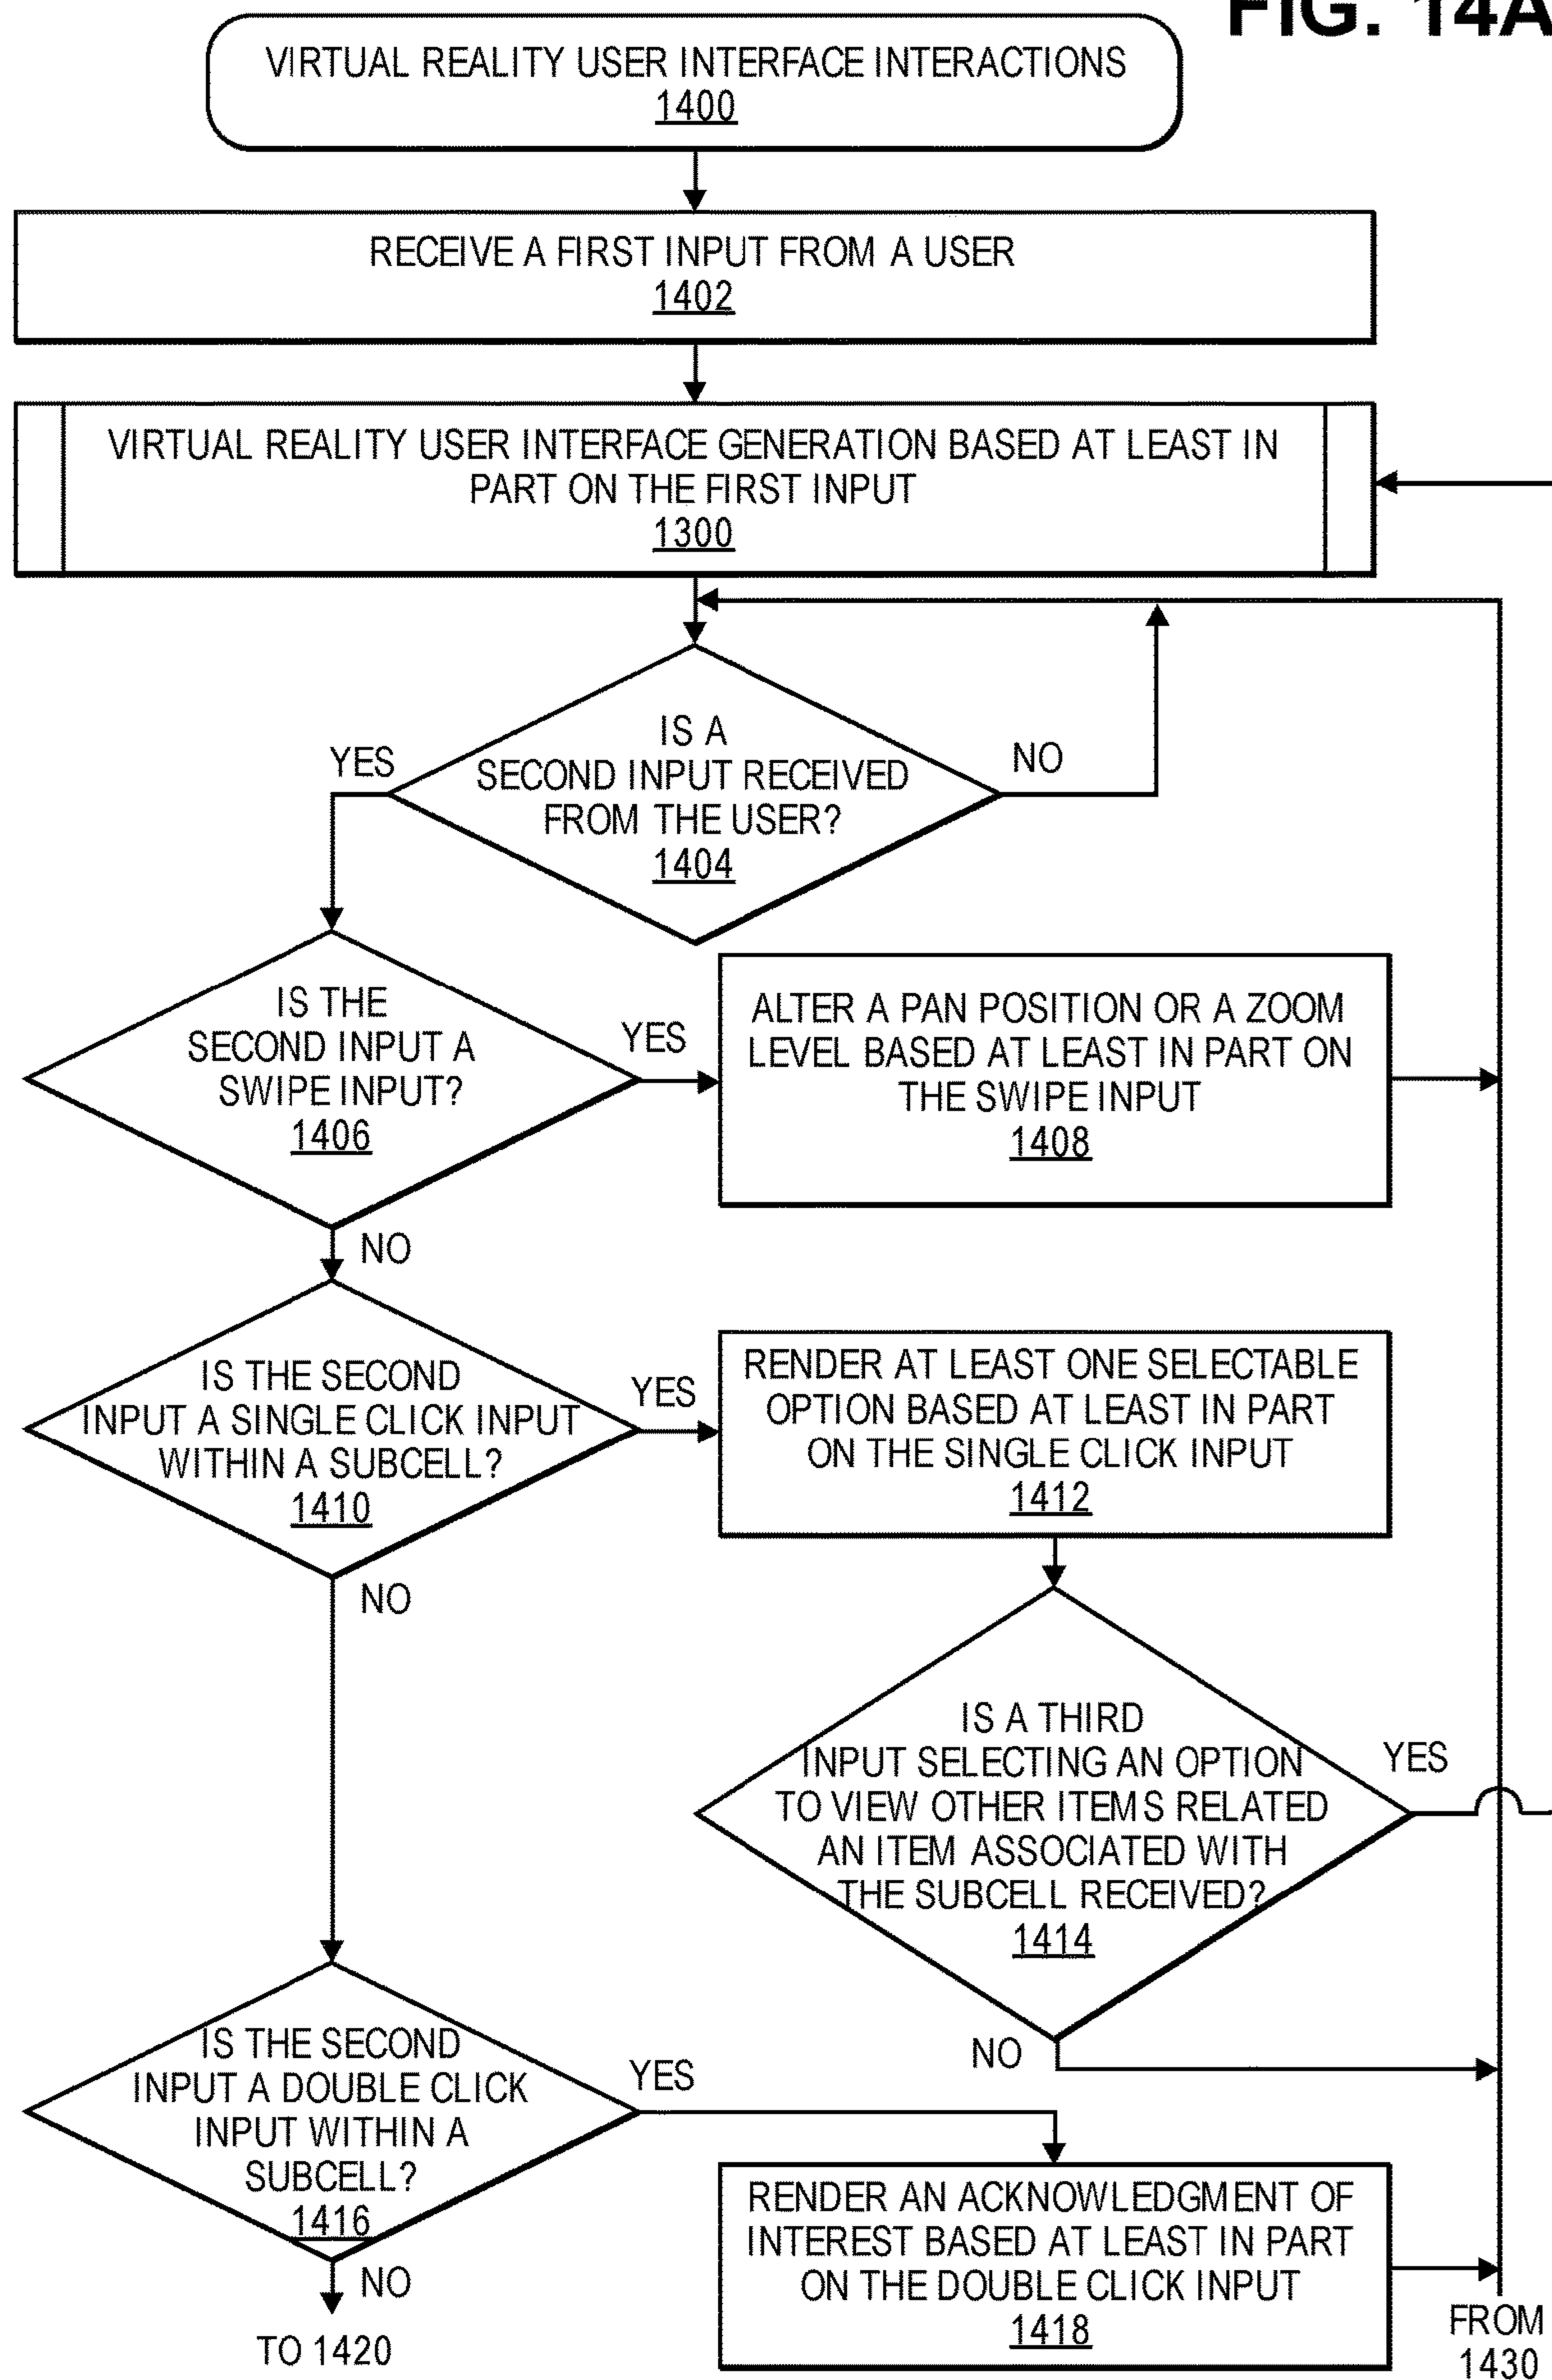 FIG. 14A
VIRTUAL REALITY USER INTERFACE INTERACTIONS
1400
RECEIVE A FIRST INPUT FROM A USER
1402
VIRTUAL REALITY USER INTERFACE GENERATION BASED AT LEAST IN
PART ON THE FIRST INPUT
1300
IS A
SECOND INPUT RECEIVED
FROM THE USER?
1404
YES
NO
IS THE
SECOND INPUT A
SWIPE INPUT?
1406
YES
NO
ALTER A PAN POSITION OR A ZOOM
LEVEL BASED AT LEAST IN PART ON
THE SWIPE INPUT
1408
IS THE SECOND
INPUT A SINGLE CLICK INPUT
WITHIN A SUBCELL?
1410
YES
NO
RENDER AT LEAST ONE SELECTABLE
OPTION BASED AT LEAST IN PART
ON THE SINGLE CLICK INPUT
1412
IS A THIRD
INPUT SELECTING AN OPTION
TO VIEW OTHER ITEMS RELATED
AN ITEM ASSOCIATED WITH
THE SUBCELL RECEIVED?
1414
YES
NO
IS THE SECOND
INPUT A DOUBLE CLICK
INPUT WITHIN A
SUBCELL?
1416
YES
NO
TO 1420
RENDER AN ACKNOWLEDGMENT OF
INTEREST BASED AT LEAST IN PART
ON THE DOUBLE CLICK INPUT
1418
FROM
1430